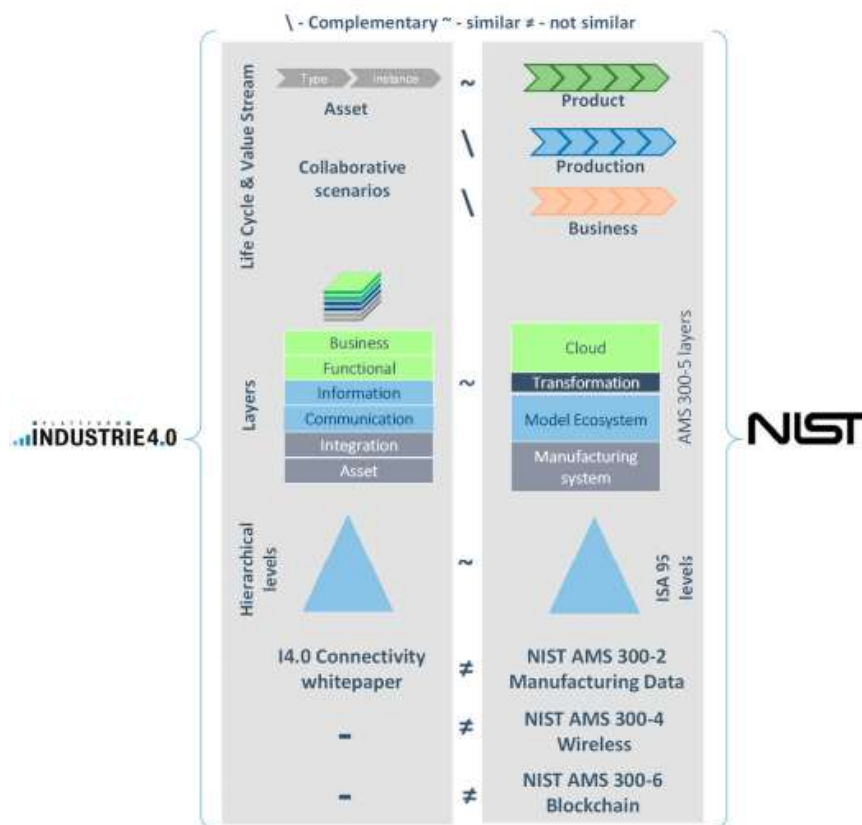 \ - Complementary ~ - similar ≠ - not similar
Life Cycle & Value Stream
Type
Instance
Asset
~
Product
\
Production
Collaborative
scenarios
\
Business
Layers
Business
Functional
Information
Communication
Integration
Asset
~
Cloud
Transformation
Model Ecosystem
Manufacturing
system
AMS 300-5 layers
PLATTFORM
INDUSTRIE4.0
NIST
Hierarchical
levels
~
ISA 95
levels
I4.0 Connectivity
whitepaper
≠
NIST AMS 300-2
Manufacturing Data
-
≠
NIST AMS 300-4
Wireless
-
≠
NIST AMS 300-6
Blockchain